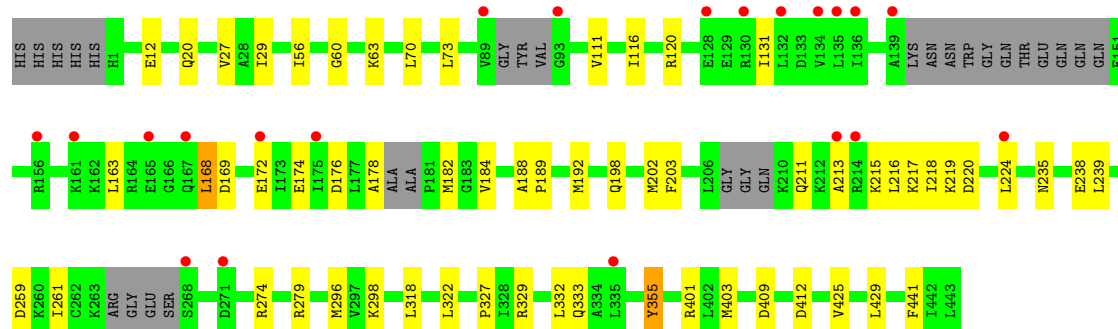 HIS HIS HIS HIS HIS H1 E12 Q20 V27 A28 I29 I56 G60 K63 L70 L73 V89 GLY TYR VAL G93 V111 I116 R120 E128 E129 R130 I131 L132 D133 V134 L135 I136 A139 LYS ASN ASN TRP GLY GLN THR GLU GLN GLN GLN E151
R156 K161 K162 L163 R164 E165 G166 Q167 L168 D169 E172 I173 E174 I175 D176 L177 A178 ALA ALA P181 M182 G183 V184 A188 P189 M192 Q198 M202 F203 L206 GLY GLY GLN K210 Q211 K212 A213 R214 K215 L216 K217 I218 K219 D220 L224 N235 E238 L239
D259 K260 I261 C262 K263 ARG GLY GLU SER S268 D271 R274 R279 M296 V297 K298 L318 L322 P327 I328 R329 L332 Q333 A334 L335 Y355 R401 L402 M403 D409 D412 V425 L429 F441 I442 L443